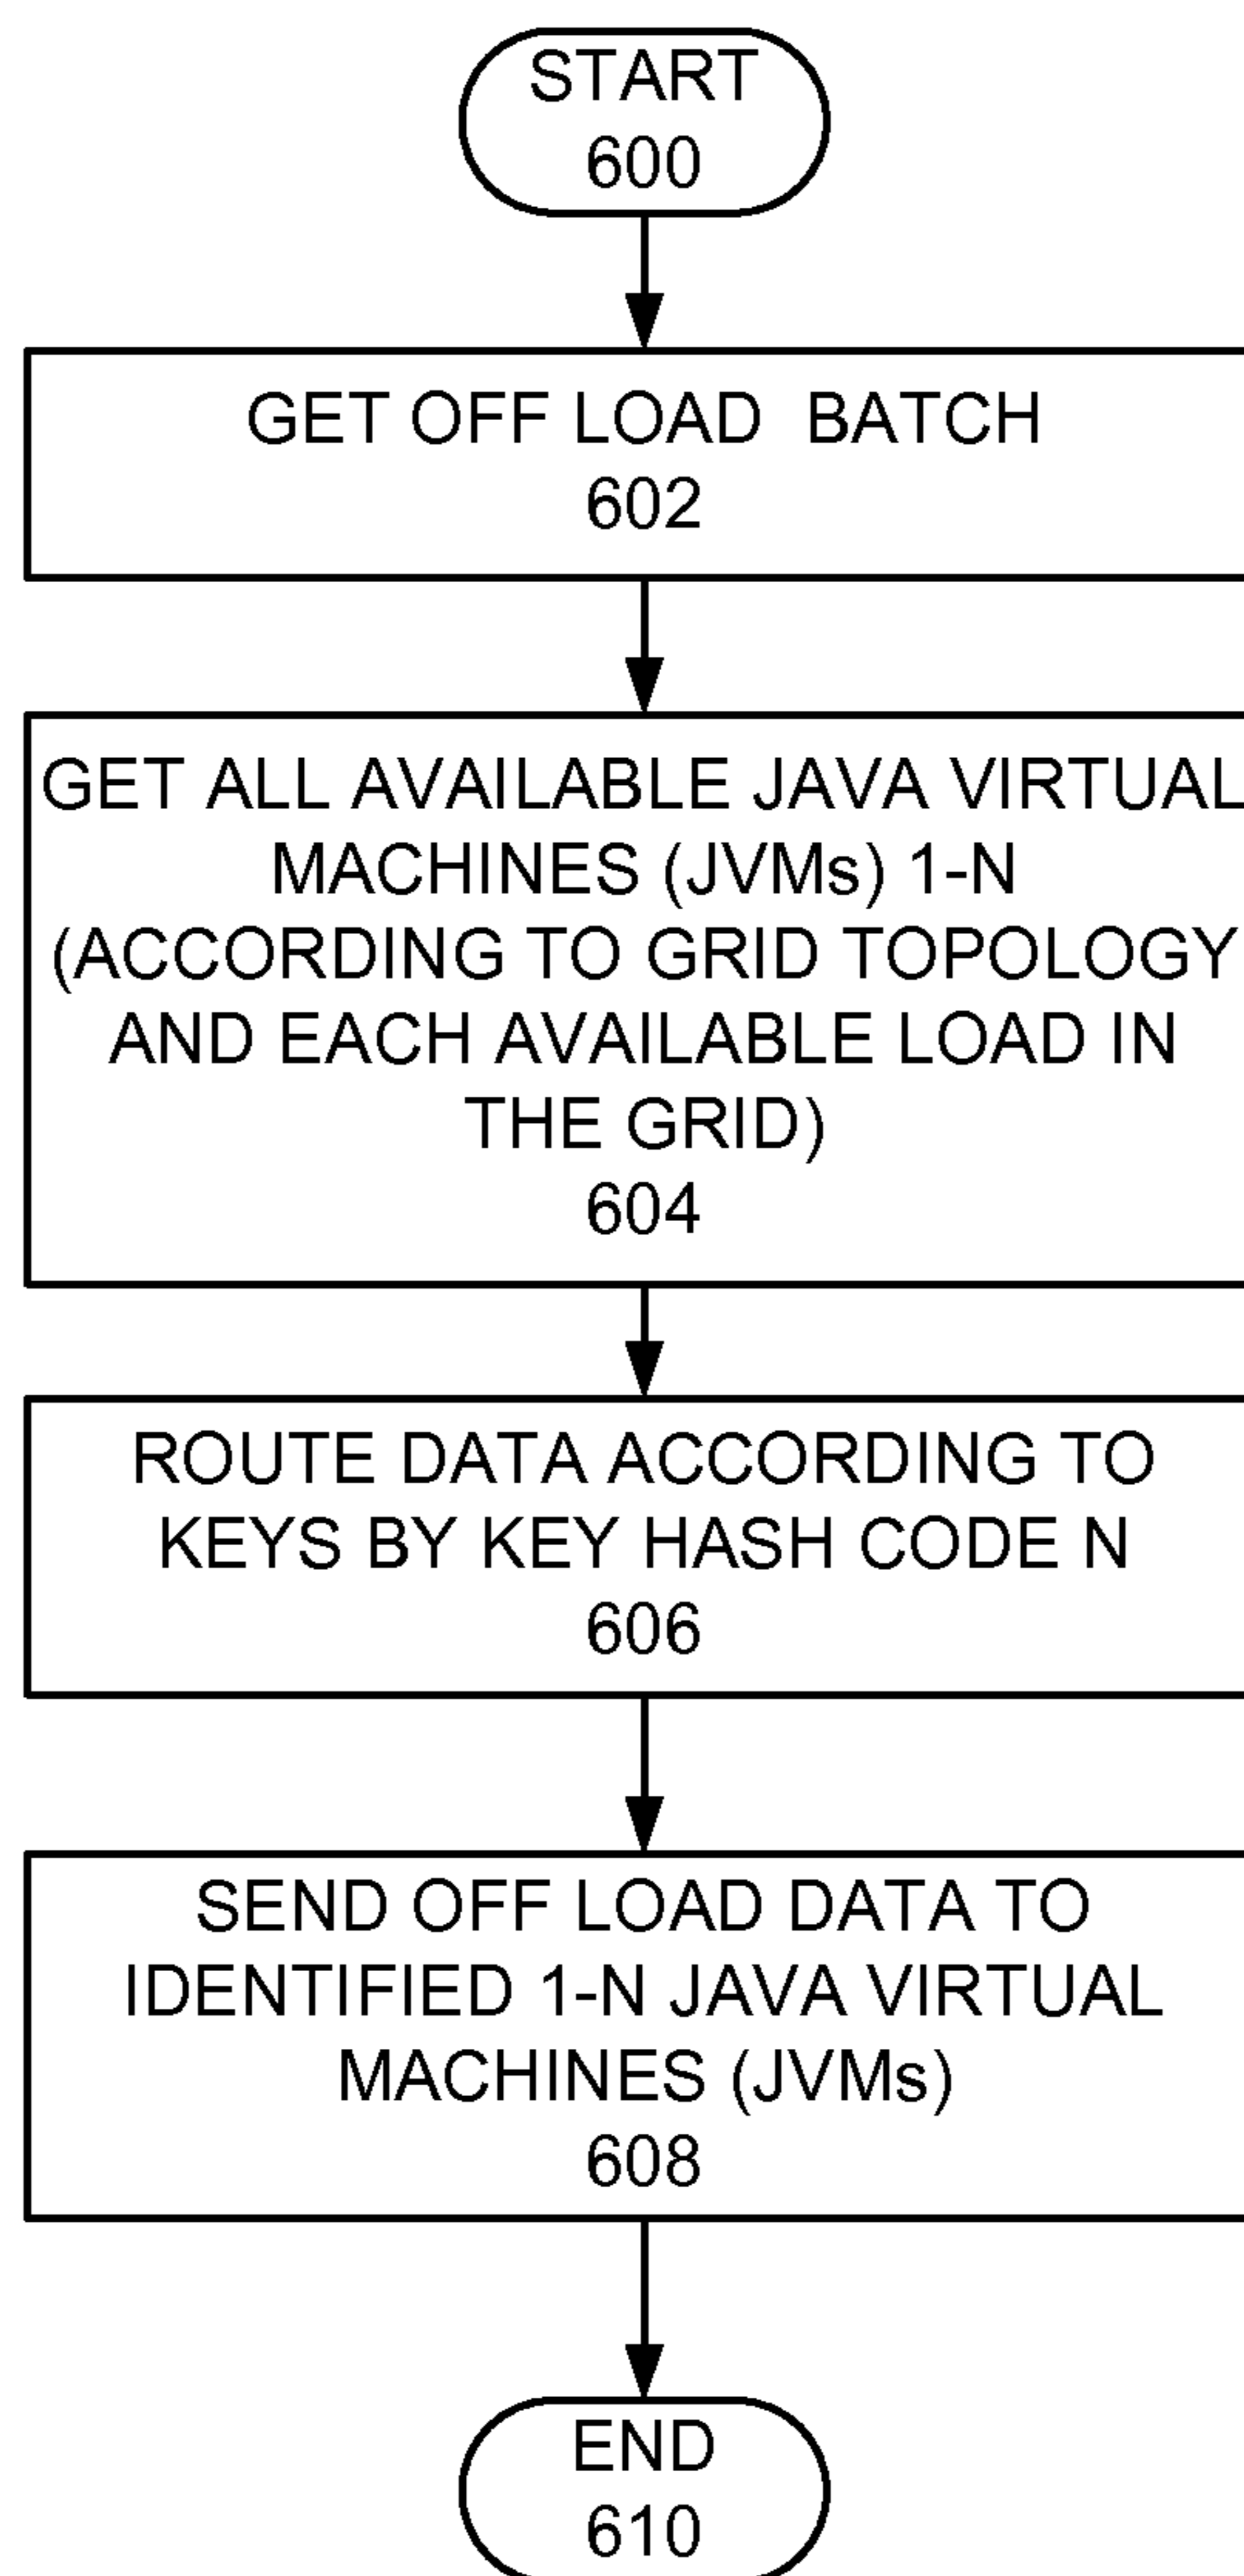 START
600
GET OFF LOAD BATCH
602
GET ALL AVAILABLE JAVA VIRTUAL
MACHINES (JVMs) 1-N
(ACCORDING TO GRID TOPOLOGY
AND EACH AVAILABLE LOAD IN
THE GRID)
604
ROUTE DATA ACCORDING TO
KEYS BY KEY HASH CODE N
606
SEND OFF LOAD DATA TO
IDENTIFIED 1-N JAVA VIRTUAL
MACHINES (JVMs)
608
END
610